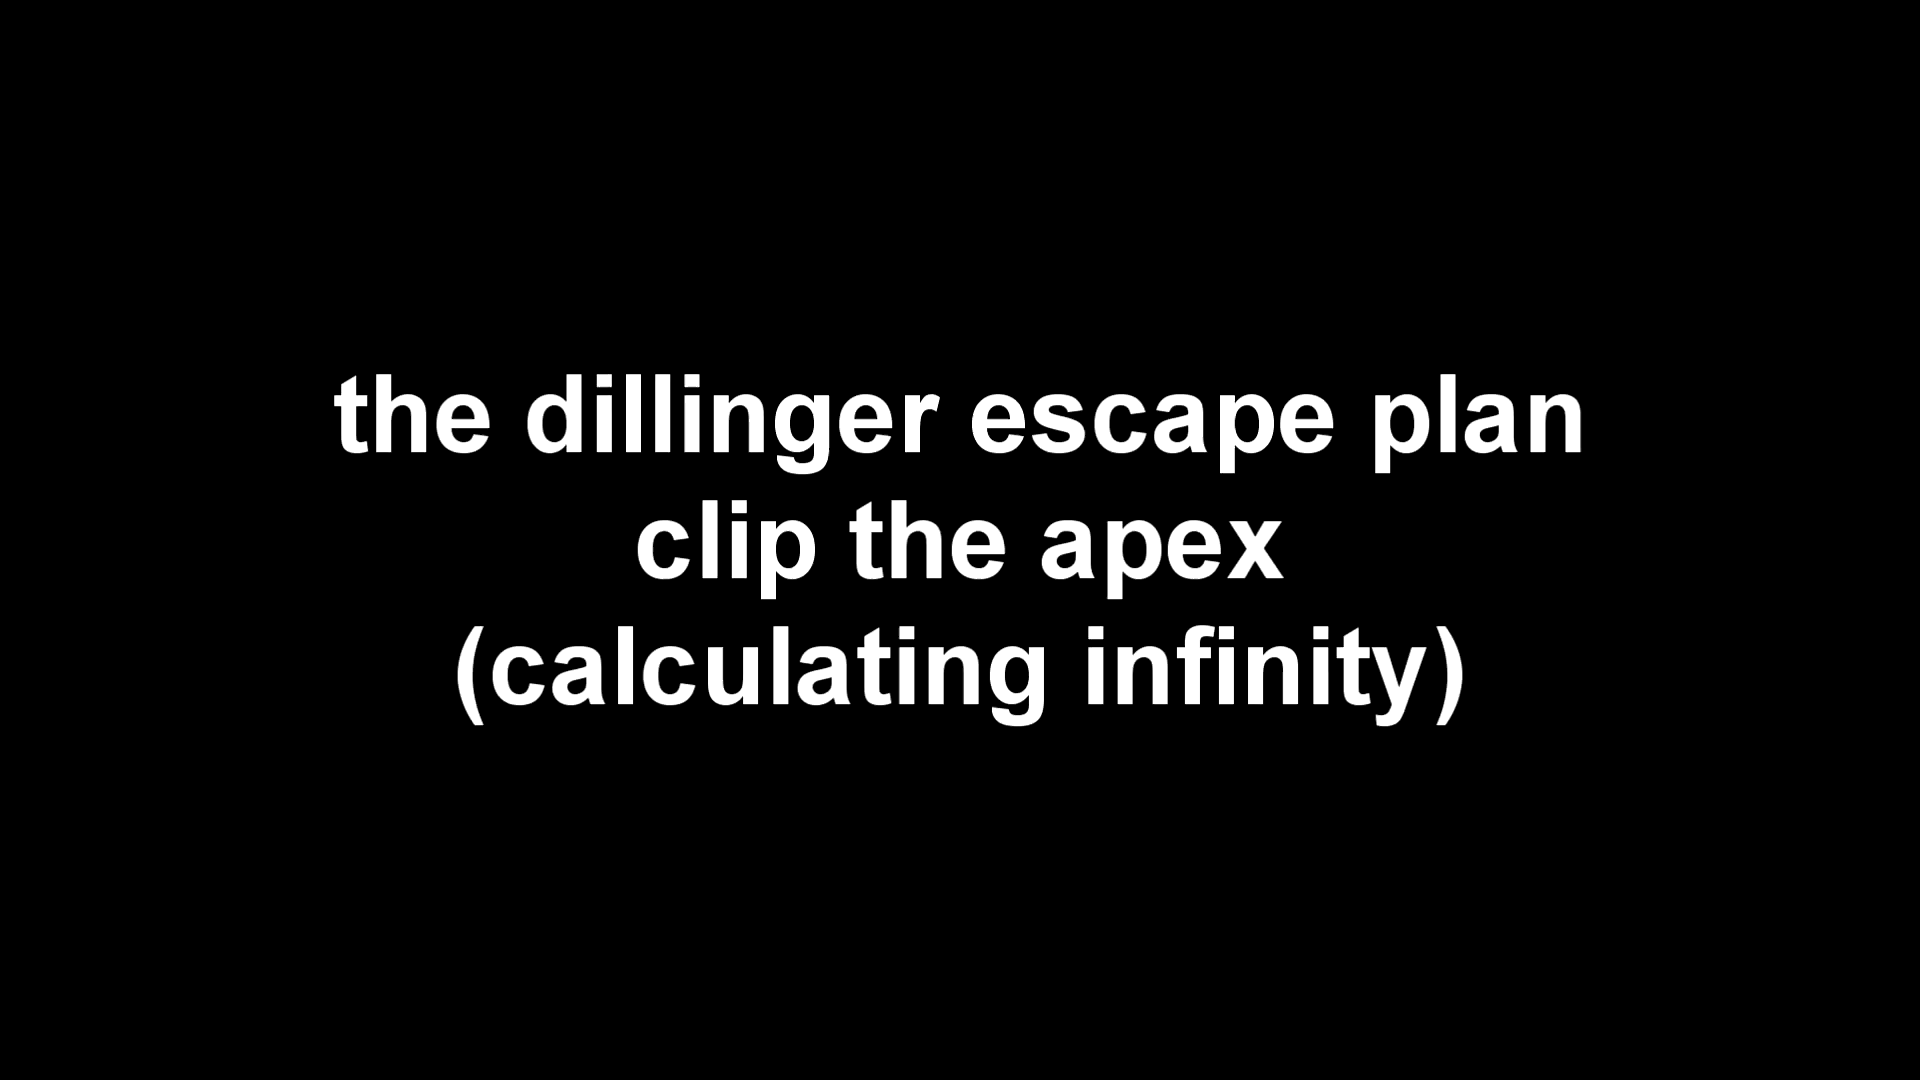 the dillinger escape plan
clip the apex
(calculating infinity)